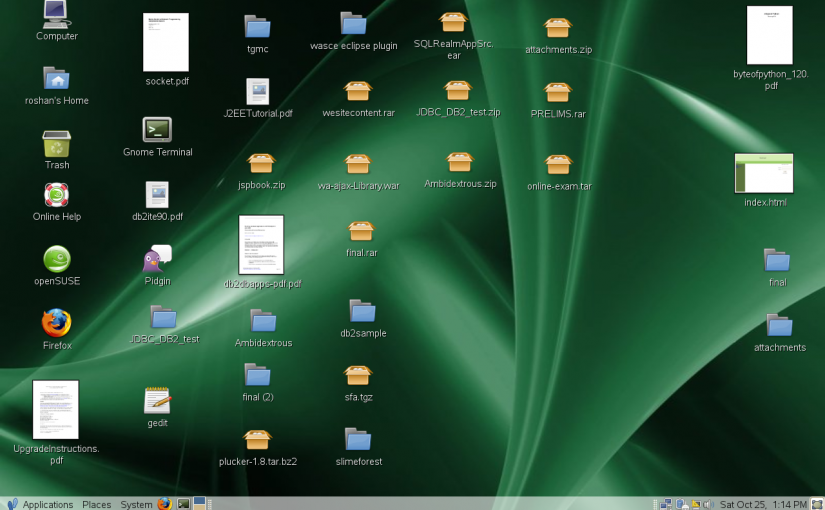 Computer
roshan's Home
Trash
Online Help
openSUSE
Firefox
UpgradeInstructions.
pdf
socket.pdf
Gnome Terminal
db2ite90.pdf
Pidgin
JDBC_DB2_test
gedit
tgmc
J2EETutorial.pdf
jspbook.zip
db2dbapps-pdf.pdf
Ambidextrous
final (2)
plucker-1.8.tar.bz2
wasce eclipse plugin
wesitecontent.rar
wa-ajax-Library.war
final.rar
db2sample
sfa.tgz
slimeforest
SQLRealmAppSrc.
ear
JDBC_DB2_test.zip
Ambidextrous.zip
attachments.zip
PRELIMS.rar
online-exam.tar
byteofpython_120.
pdf
index.html
final
attachments
Applications Places System Sat Oct 25, 1:14 PM